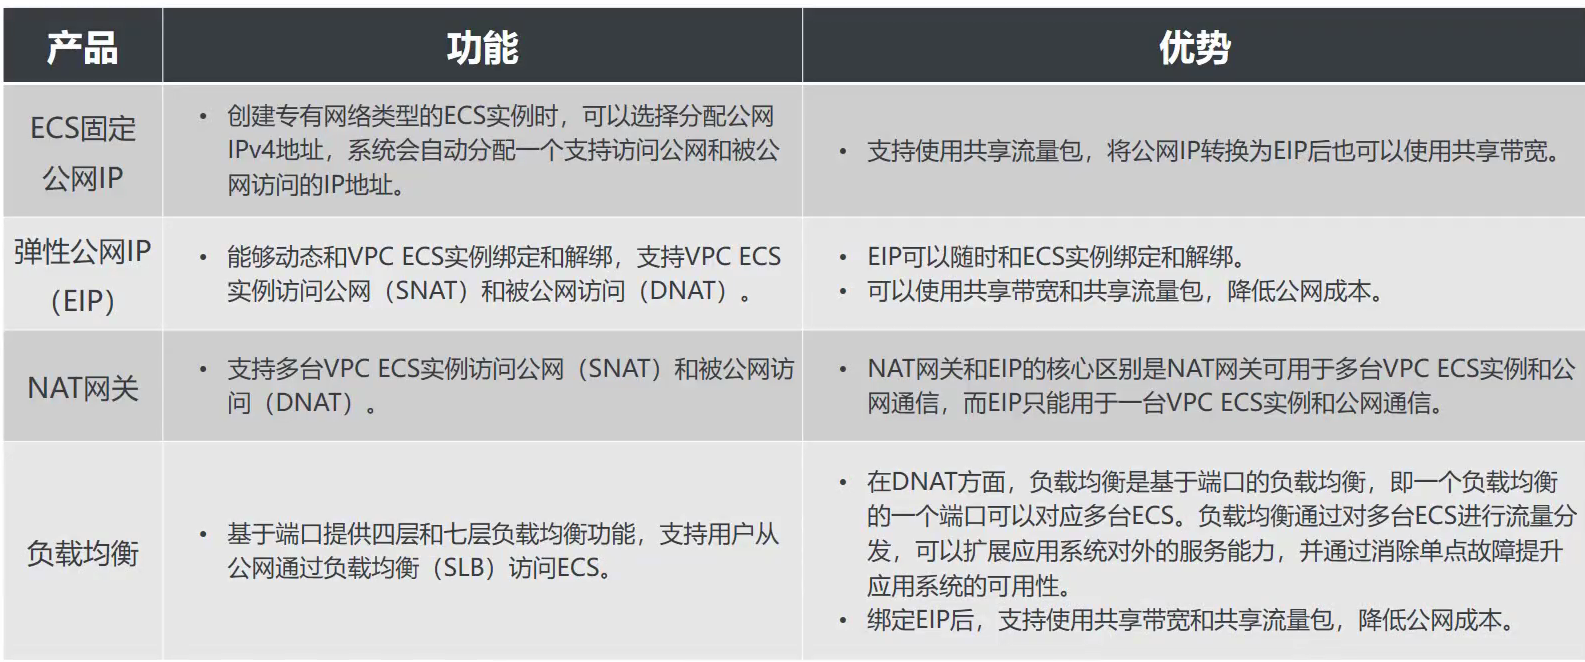 产品
功能
优势
ECS固定
公网IP
• 创建专有网络类型的ECS实例时，可以选择分配公网
IPv4地址，系统会自动分配一个支持访问公网和被公
网访问的IP地址。
• 支持使用共享流量包，将公网IP转换为EIP后也可以使用共享带宽。
弹性公网IP
（EIP）
• 能够动态和VPC ECS实例绑定和解绑，支持VPC ECS
实例访问公网（SNAT）和被公网访问（DNAT）。
• EIP可以随时和ECS实例绑定和解绑。
• 可以使用共享带宽和共享流量包，降低公网成本。
NAT网关
• 支持多台VPC ECS实例访问公网（SNAT）和被公网访
问（DNAT）。
• NAT网关和EIP的核心区别是NAT网关可用于多台VPC ECS实例和公
网通信，而EIP只能用于一台VPC ECS实例和公网通信。
负载均衡
• 基于端口提供四层和七层负载均衡功能，支持用户从
公网通过负载均衡（SLB）访问ECS。
• 在DNAT方面，负载均衡是基于端口的负载均衡，即一个负载均衡
的一个端口可以对应多台ECS。负载均衡通过对多台ECS进行流量分
发，可以扩展应用系统对外的服务能力，并通过消除单点故障提升
应用系统的可用性。
• 绑定EIP后，支持使用共享带宽和共享流量包，降低公网成本。